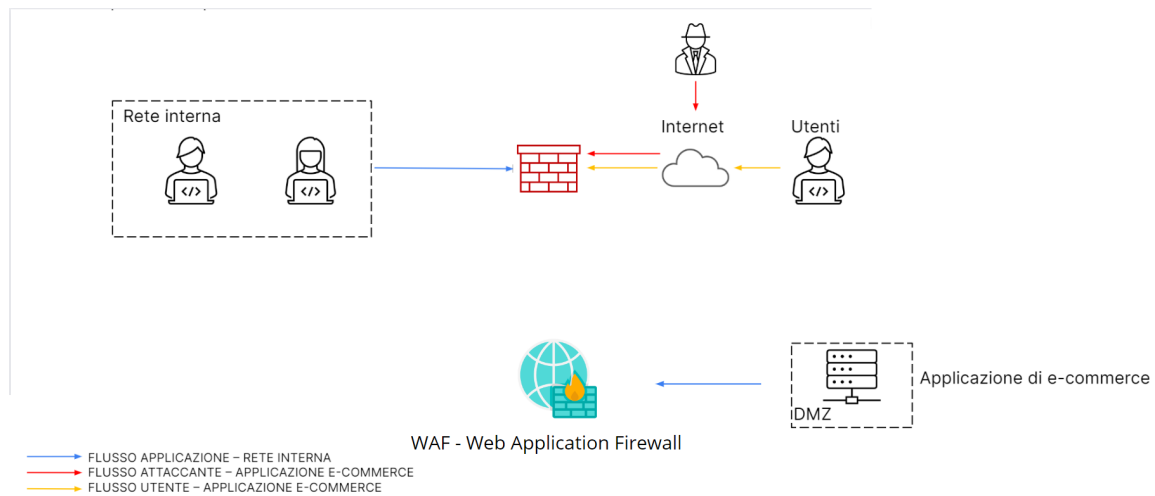 Rete interna
Internet
Utenti
</>
</>
</>
Applicazione di e-commerce
DMZ
WAF - Web Application Firewall
FLUSSO APPLICAZIONE – RETE INTERNA
FLUSSO ATTACCANTE – APPLICAZIONE E-COMMERCE
FLUSSO UTENTE – APPLICAZIONE E-COMMERCE